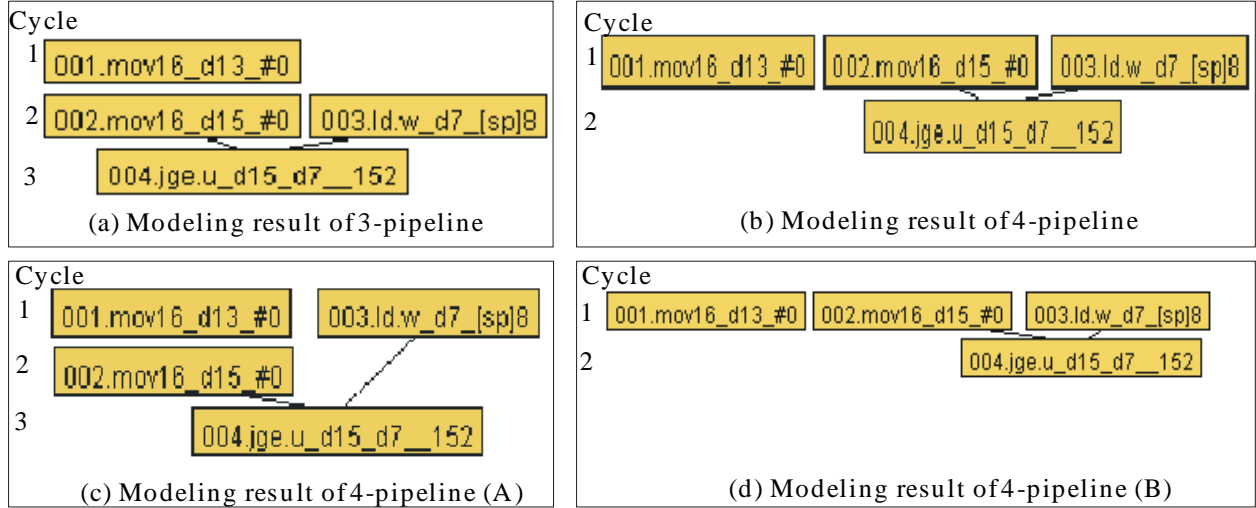 Cycle
1 001.mov16_d13_#0
2 002.mov16_d15_#0 003.ld.w_d7_[sp]8
3 004.jge.u_d15_d7__152
(a) Modeling result of 3-pipeline
Cycle
1 001.mov16_d13_#0 002.mov16_d15_#0 003.ld.w_d7_[sp]8
2 004.jge.u_d15_d7__152
(b) Modeling result of 4-pipeline
Cycle
1 001.mov16_d13_#0 003.ld.w_d7_[sp]8
2 002.mov16_d15_#0
3 004.jge.u_d15_d7__152
(c) Modeling result of 4-pipeline (A)
Cycle
1 001.mov16_d13_#0 002.mov16_d15_#0 003.ld.w_d7_[sp]8
2 004.jge.u_d15_d7__152
(d) Modeling result of 4-pipeline (B)